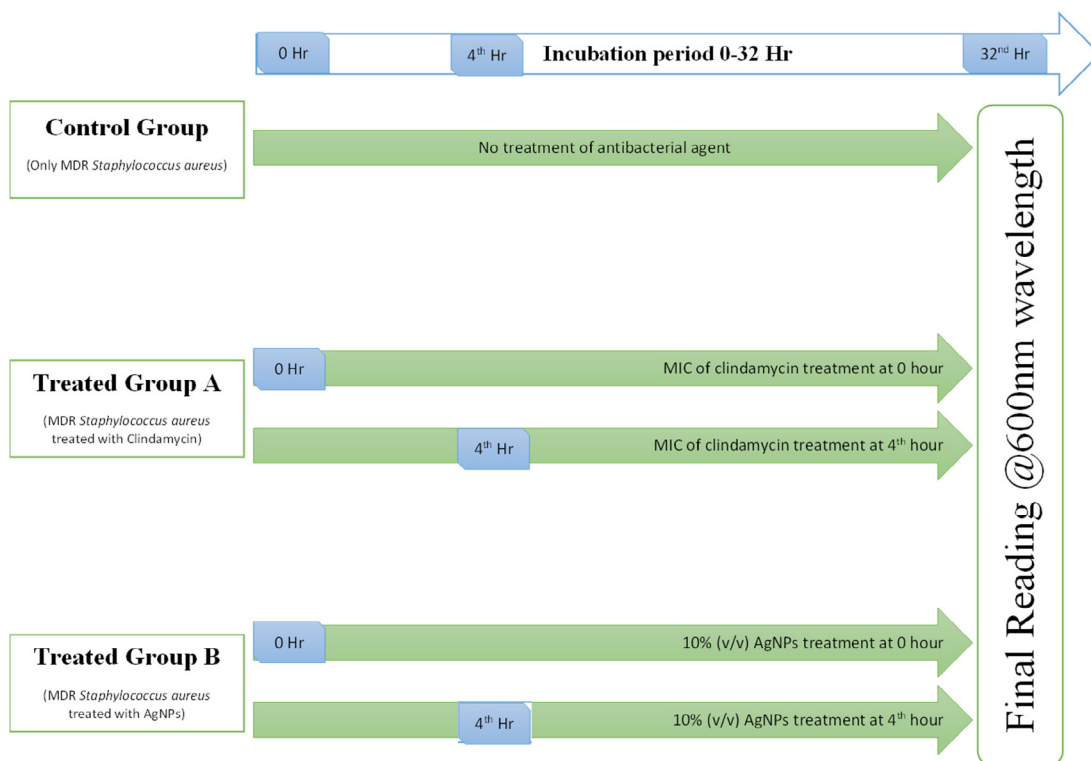 0 Hr
4th Hr
Incubation period 0-32 Hr
32nd Hr
Control Group
(Only MDR Staphylococcus aureus)
No treatment of antibacterial agent
Treated Group A
(MDR Staphylococcus aureus
treated with Clindamycin)
0 Hr
MIC of clindamycin treatment at 0 hour
4th Hr
MIC of clindamycin treatment at 4th hour
Treated Group B
(MDR Staphylococcus aureus
treated with AgNPs)
0 Hr
10% (v/v) AgNPs treatment at 0 hour
4th Hr
10% (v/v) AgNPs treatment at 4th hour
Final Reading @600nm wavelength